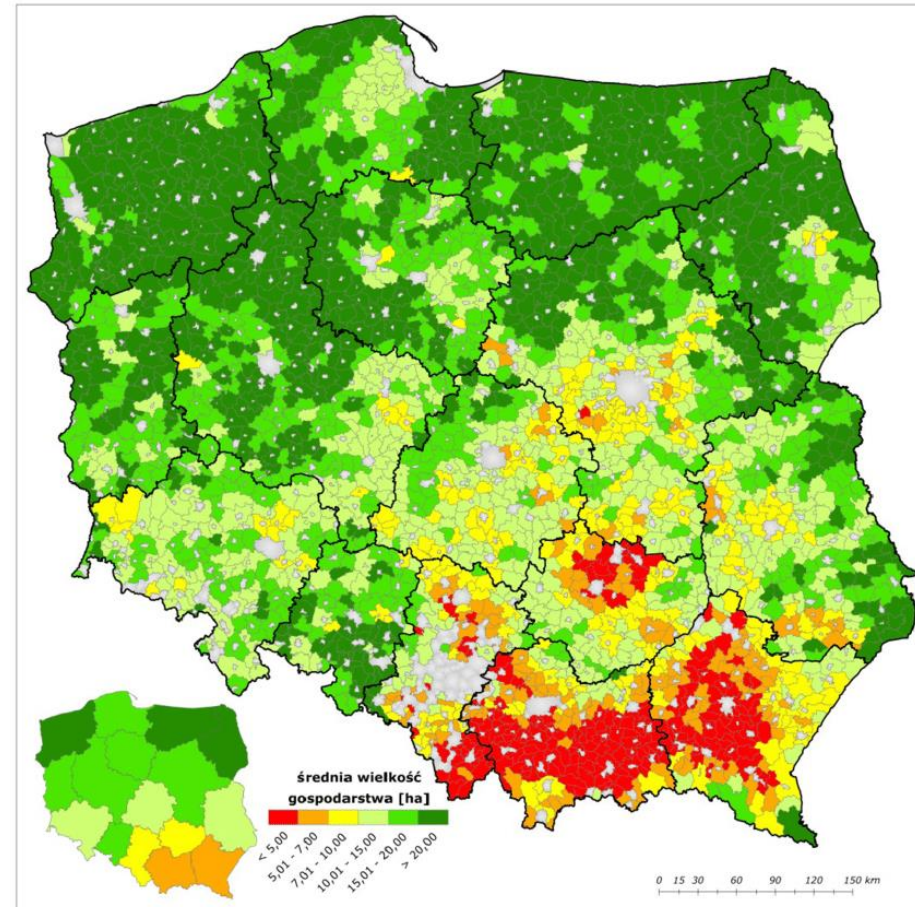 średnia wielkość
gospodarstwa [ha]
< 5,00
5,01 - 7,00
7,01 - 10,00
10,01 - 15,00
15,01 - 20,00
> 20,00
0 15 30 60 90 120 150 km